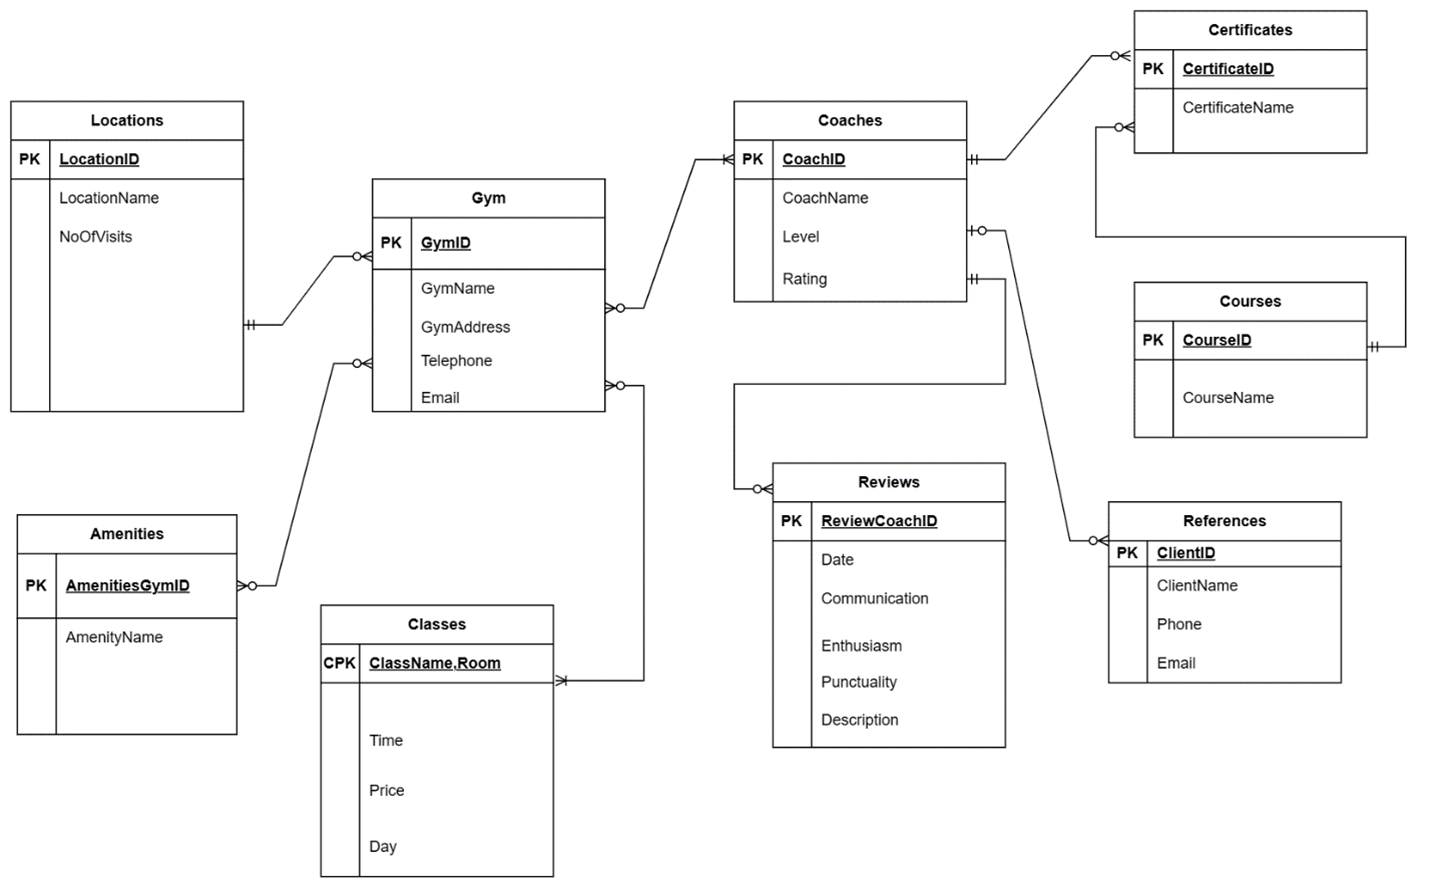 Locations
PK LocationID
LocationName
NoOfVisits
Gym
PK GymID
GymName
GymAddress
Telephone
Email
Coaches
PK CoachID
CoachName
Level
Rating
Certificates
PK CertificateID
CertificateName
Courses
PK CourseID
CourseName
Amenities
PK AmenitiesGymID
AmenityName
Classes
CPK ClassName,Room
Time
Price
Day
Reviews
PK ReviewCoachID
Date
Communication
Enthusiasm
Punctuality
Description
References
PK ClientID
ClientName
Phone
Email